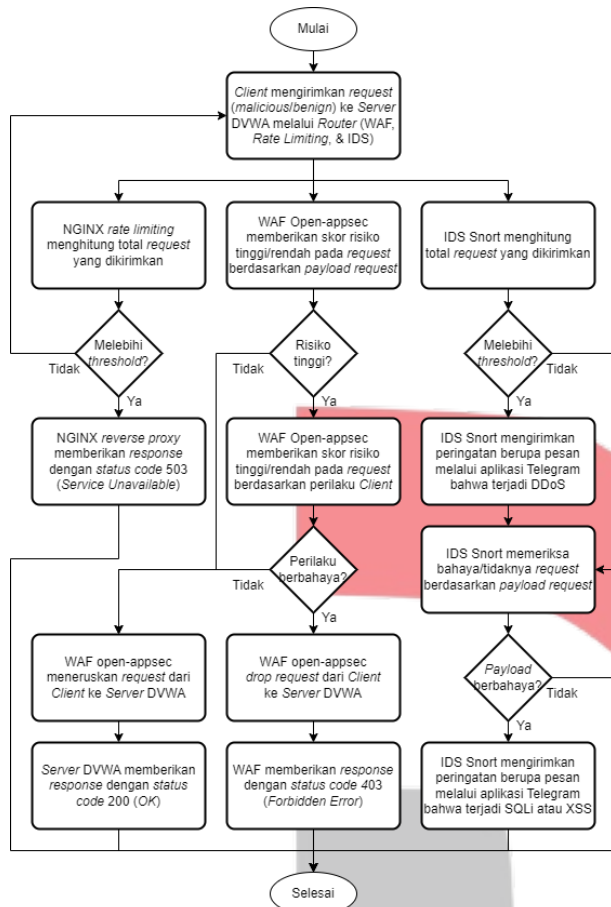 Mulai
Client mengirimkan request
(malicious/benign) ke Server
DVWA melalui Router (WAF,
Rate Limiting, & IDS)
NGINX rate limiting
menghitung total request
yang dikirimkan
WAF Open-appsec
memberikan skor risiko
tinggi/rendah pada request
berdasarkan payload request
IDS Snort menghitung
total request yang dikirimkan
Melebihi
threshold?
Tidak
Ya
Risiko
tinggi?
Tidak
Ya
Melebihi
threshold?
Tidak
Ya
NGINX reverse proxy
memberikan response
dengan status code 503
(Service Unavailable)
WAF Open-appsec
memberikan skor risiko
tinggi/rendah pada request
berdasarkan perilaku Client
IDS Snort mengirimkan
peringatan berupa pesan
melalui aplikasi Telegram
bahwa terjadi DDoS
Perilaku
berbahaya?
Tidak
Ya
IDS Snort memeriksa
bahaya/tidaknya request
berdasarkan payload request
WAF open-appsec
meneruskan request dari
Client ke Server DVWA
WAF open-appsec
drop request dari Client
ke Server DVWA
Payload
berbahaya?
Tidak
Ya
Server DVWA memberikan
response dengan status
code 200 (OK)
WAF memberikan response
dengan status code 403
(Forbidden Error)
IDS Snort mengirimkan
peringatan berupa pesan
melalui aplikasi Telegram
bahwa terjadi SQLi atau XSS
Selesai